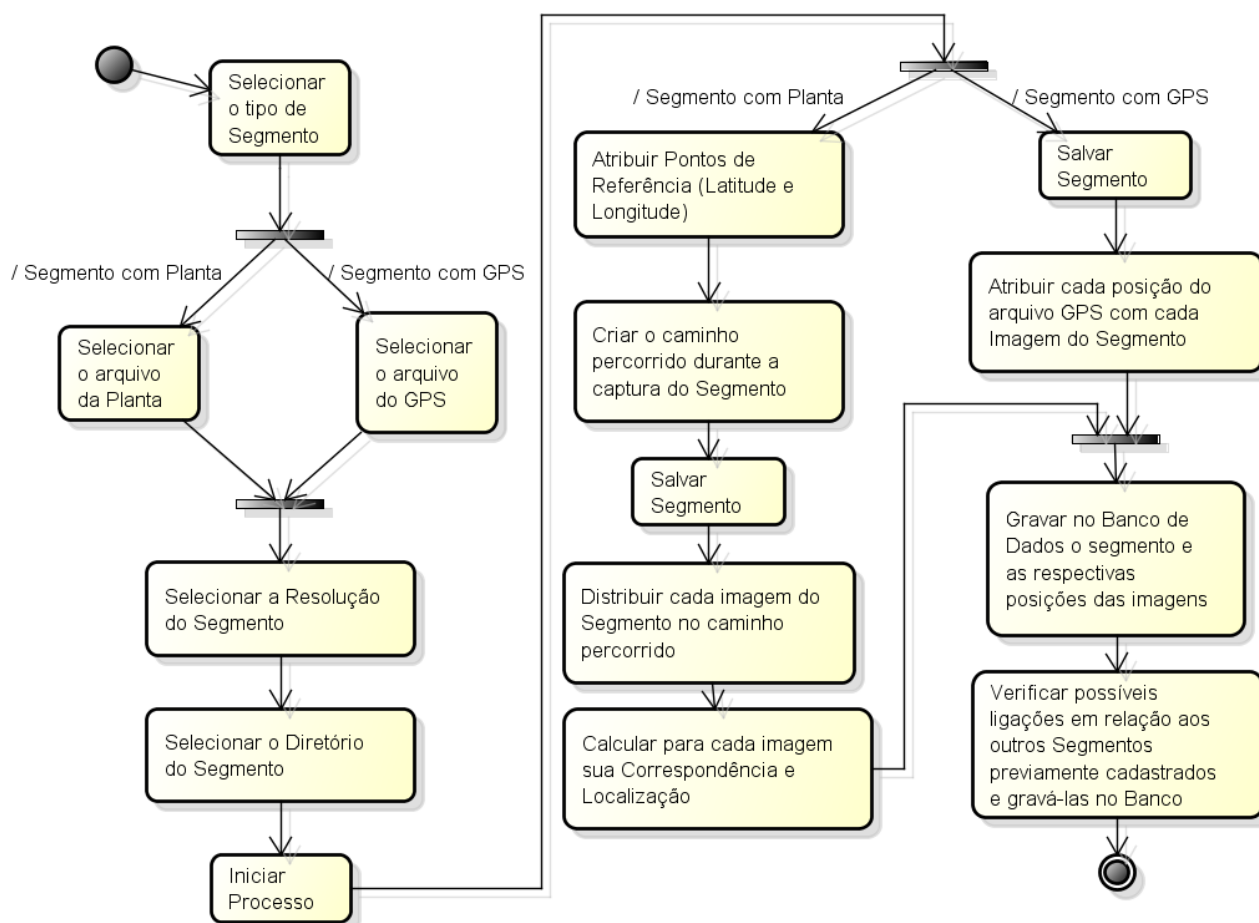 Selecionar
o tipo de
Segmento
/ Segmento com Planta
/ Segmento com GPS
Selecionar
o arquivo
da Planta
Selecionar
o arquivo
do GPS
Selecionar a Resolução
do Segmento
Selecionar o Diretório
do Segmento
Iniciar
Processo
/ Segmento com Planta
/ Segmento com GPS
Atribuir Pontos de
Referência (Latitude e
Longitude)
Criar o caminho
percorrido durante a
captura do Segmento
Salvar
Segmento
Distribuir cada imagem do
Segmento no caminho
percorrido
Calcular para cada imagem
sua Correspondência e
Localização
Salvar
Segmento
Atribuir cada posição do
arquivo GPS com cada
Imagem do Segmento
Gravar no Banco de
Dados o segmento e
as respectivas
posições das imagens
Verificar possíveis
ligações em relação aos
outros Segmentos
previamente cadastrados
e gravá-las no Banco